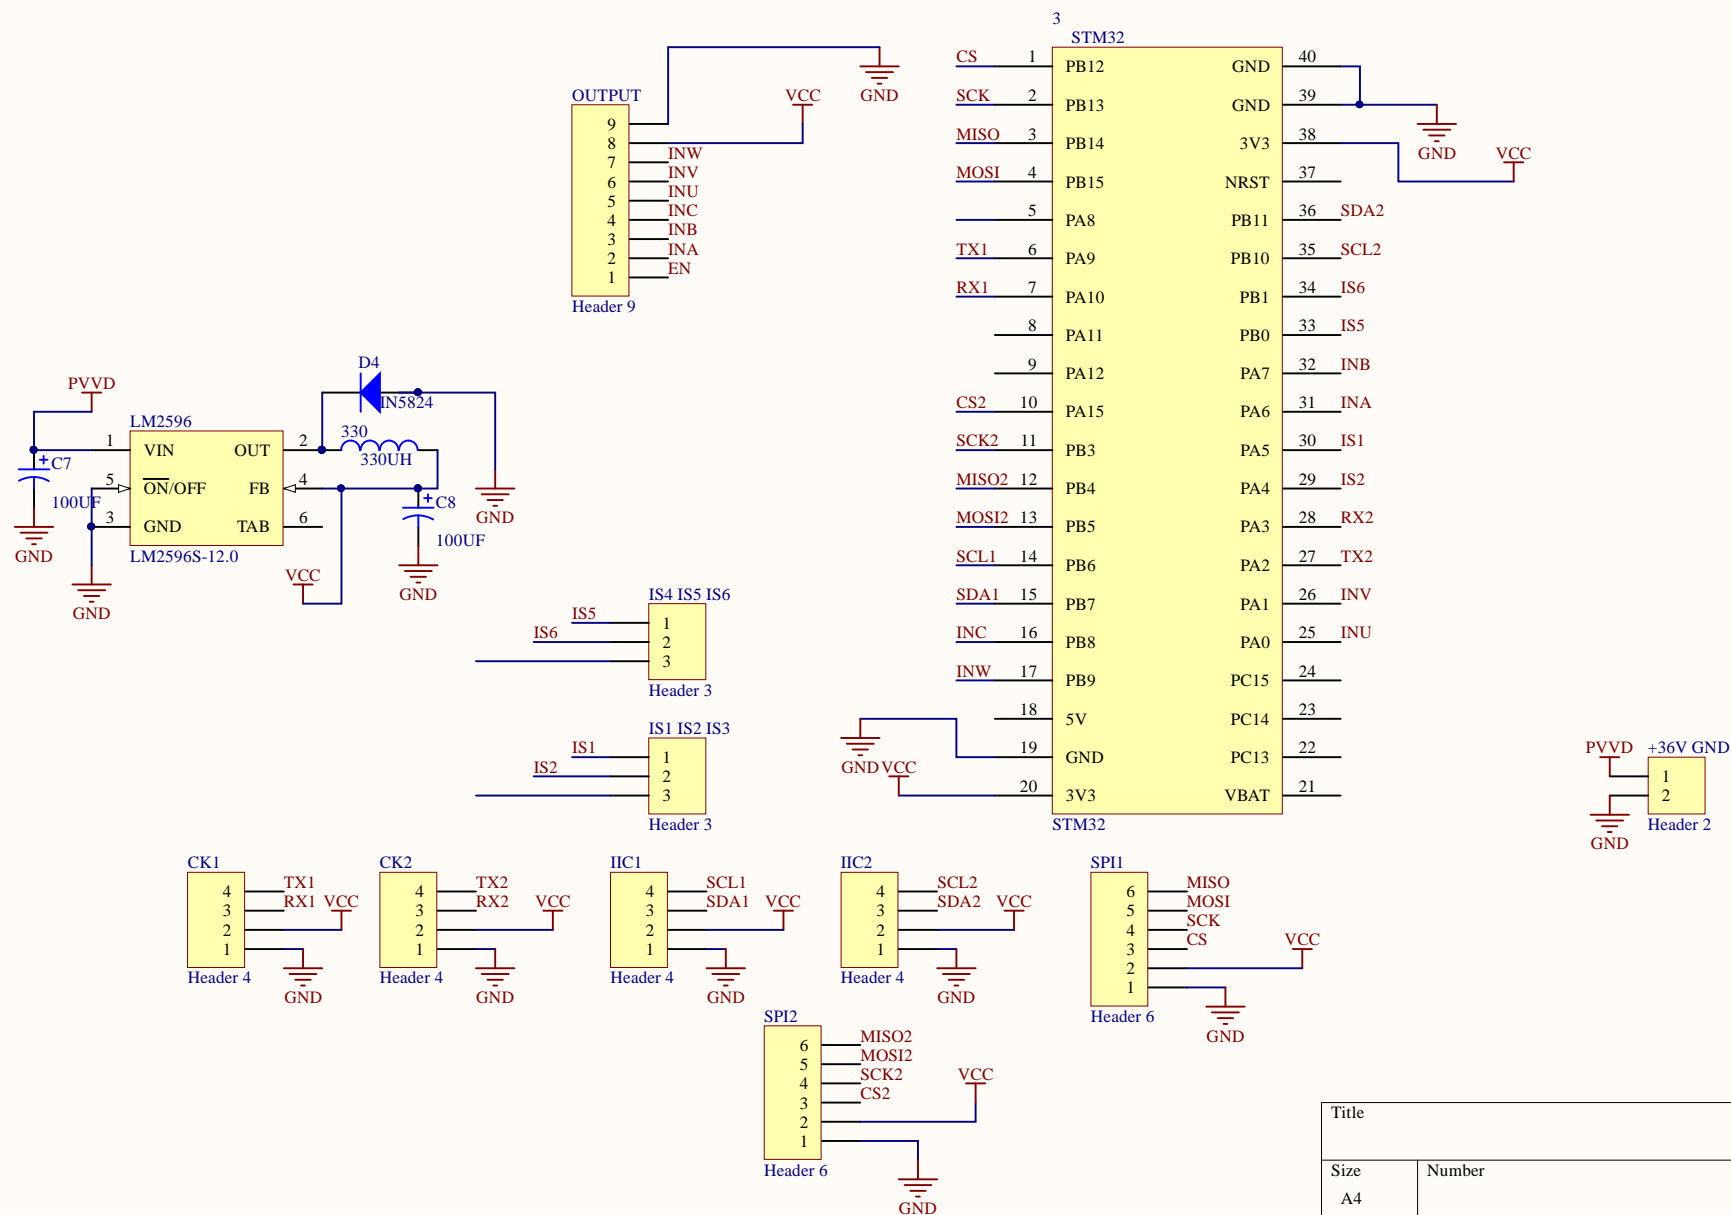 3
STM32
CS 1 PB12 GND 40
SCK 2 PB13 GND 39
MISO 3 PB14 3V3 38
MOSI 4 PB15 NRST 37
5 PA8 PB11 36 SDA2
TX1 6 PA9 PB10 35 SCL2
RX1 7 PA10 PB1 34 IS6
8 PA11 PB0 33 IS5
9 PA12 PA7 32 INB
CS2 10 PA15 PA6 31 INA
SCK2 11 PB3 PA5 30 IS1
MISO2 12 PB4 PA4 29 IS2
MOSI2 13 PB5 PA3 28 RX2
SCL1 14 PB6 PA2 27 TX2
SDA1 15 PB7 PA1 26 INV
INC 16 PB8 PA0 25 INU
INW 17 PB9 PC15 24
18 5V PC14 23
19 GND PC13 22
20 3V3 VBAT 21
STM32
GND
VCC
GND
VCC
OUTPUT
9
8
7 INW
6 INV
5 INU
4 INC
3 INB
2 INA
1 EN
Header 9
VCC
GND
PVVD
LM2596
1 VIN OUT 2
5 ON/OFF FB 4
3 GND TAB 6
LM2596S-12.0
D4
IN5824
330
330UH
+ C7
100UF
GND
GND
VCC
+ C8
100UF
GND
GND
IS4 IS5 IS6
IS5 1
IS6 2
3
Header 3
IS1 IS2 IS3
IS1 1
IS2 2
3
Header 3
PVVD +36V GND
1
2
GND Header 2
CK1
4 TX1
3 RX1 VCC
2
1
Header 4
GND
CK2
4 TX2
3 RX2 VCC
2
1
Header 4
GND
IIC1
4 SCL1
3 SDA1 VCC
2
1
Header 4
GND
IIC2
4 SCL2
3 SDA2 VCC
2
1
Header 4
GND
SPI1
6 MISO
5 MOSI
4 SCK
3 CS VCC
2
1
Header 6
GND
SPI2
6 MISO2
5 MOSI2
4 SCK2 VCC
3 CS2
2
1
Header 6
GND
Title
Size Number
A4